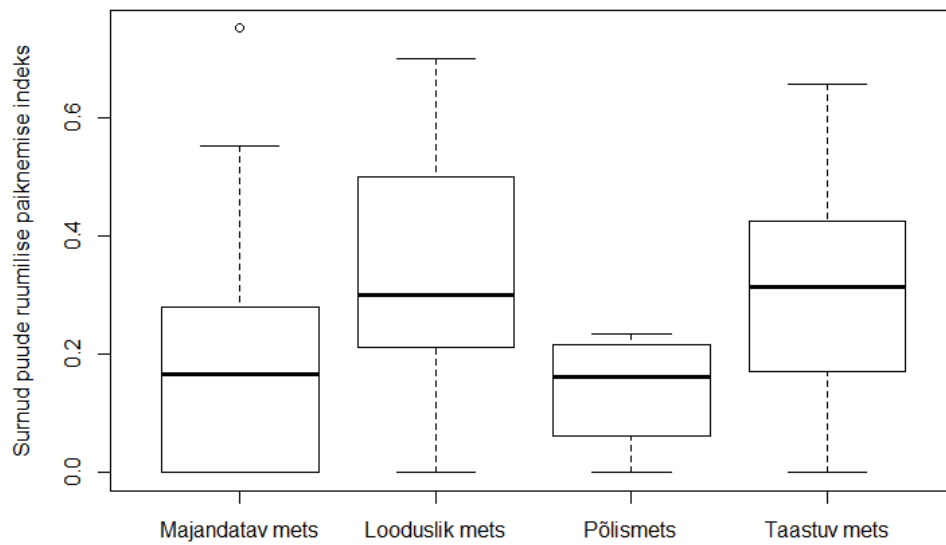 Surnud puude ruumilise paiknemise indeks
0.6
0.4
0.2
0.0
Majandatav mets
Looduslik mets
Põlismets
Taastuv mets